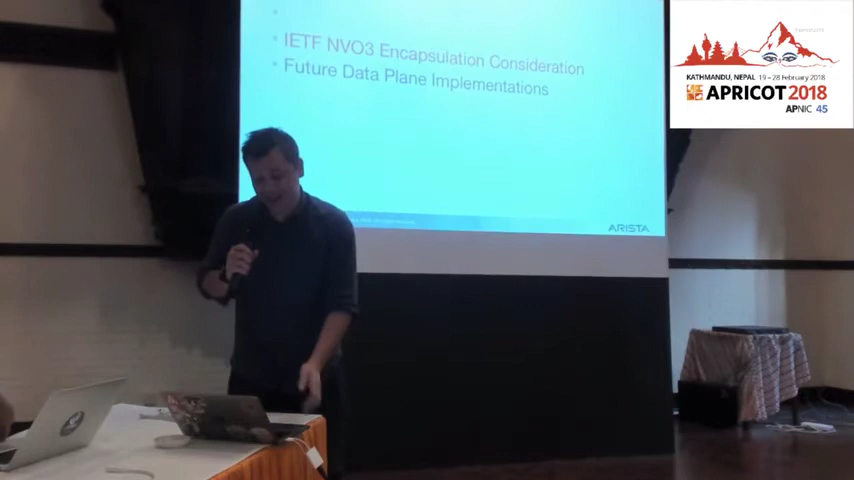 IETF NVO3 Encapsulation Consideration
Future Data Plane Implementations
ARISTA
KATHMANDU, NEPAL 19 – 28 February 2018
APRICOT 2018
APNIC 45